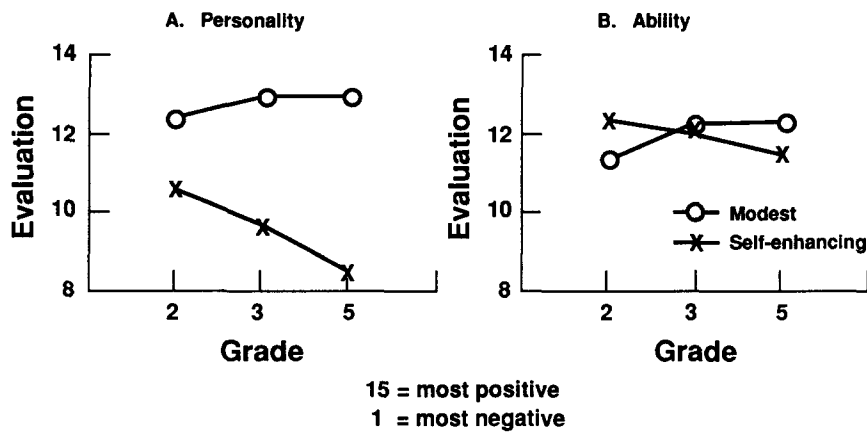 A. Personality
B. Ability
14
12
10
8
Evaluation
2 3 5
Grade
14
12
10
8
Evaluation
Modest
Self-enhancing
2 3 5
Grade
15 = most positive
1 = most negative